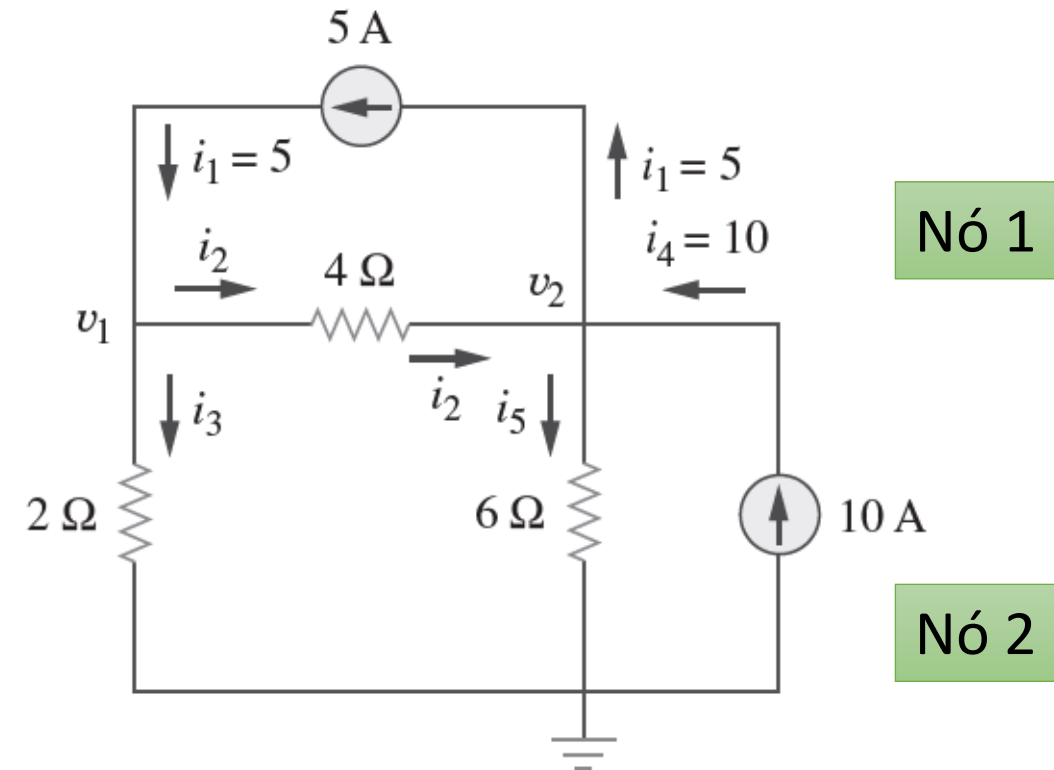 5 A
i₁ = 5
i₁ = 5
Nó 1
i₄ = 10
i₂
4 Ω
v₂
v₁
i₂
i₃
i₅
2 Ω
6 Ω
10 A
Nó 2